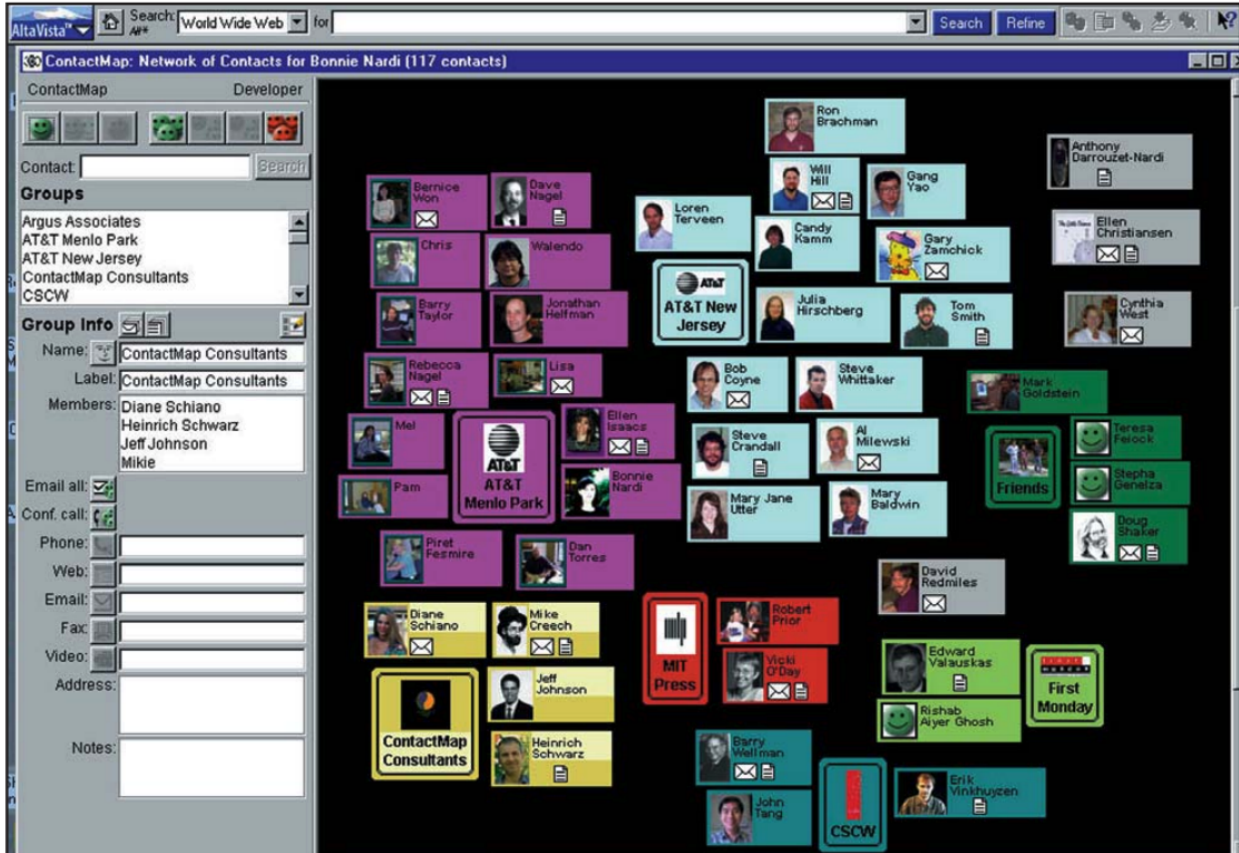 AltaVista™
Search:
World Wide Web
for
Search
Refine
ContactMap: Network of Contacts for Bonnie Nardi (117 contacts)
ContactMap
Developer
Contact:
Search
Groups
Argus Associates
AT&T Menlo Park
AT&T New Jersey
ContactMap Consultants
CSCW
Group Info
Name:
ContactMap Consultants
Label:
ContactMap Consultants
Members:
Diane Schiano
Heinrich Schwarz
Jeff Johnson
Mikie
Email all:
Conf. call:
Phone:
Web:
Email:
Fax:
Video:
Address:
Notes:
Ron
Brachman
Anthony
Darrouzet-Nardi
Will
Hill
Gang
Yao
Bernice
Won
Dave
Nagel
Loren
Terveen
Candy
Kamm
Gary
Zamchick
Ellen
Christiansen
Chris
Walendo
AT&T
AT&T New
Jersey
Julia
Hirschberg
Tom
Smith
Cynthia
West
Barry
Taylor
Jonathan
Helfman
Rebecca
Nagel
Lisa
Bob
Coyne
Steve
Whittaker
Mark
Goldstein
Mel
AT&T
AT&T
Menlo Park
Ellen
Isaacs
Steve
Crandall
Al
Milewski
Friends
Teresa
Felock
Pam
Bonnie
Nardi
Mary Jane
Utter
Mary
Baldwin
Stepha
Genelza
Doug
Shaker
Piret
Fesmire
Dan
Torres
David
Redmiles
Diane
Schiano
Mike
Creech
MIT
Press
Robert
Prior
Vicki
O'Day
Edward
Valauskas
First
Monday
Jeff
Johnson
Rishab
Aiyer Ghosh
ContactMap
Consultants
Heinrich
Schwarz
Barry
Wellman
John
Tang
CSCW
Erik
Vinkhuyzen